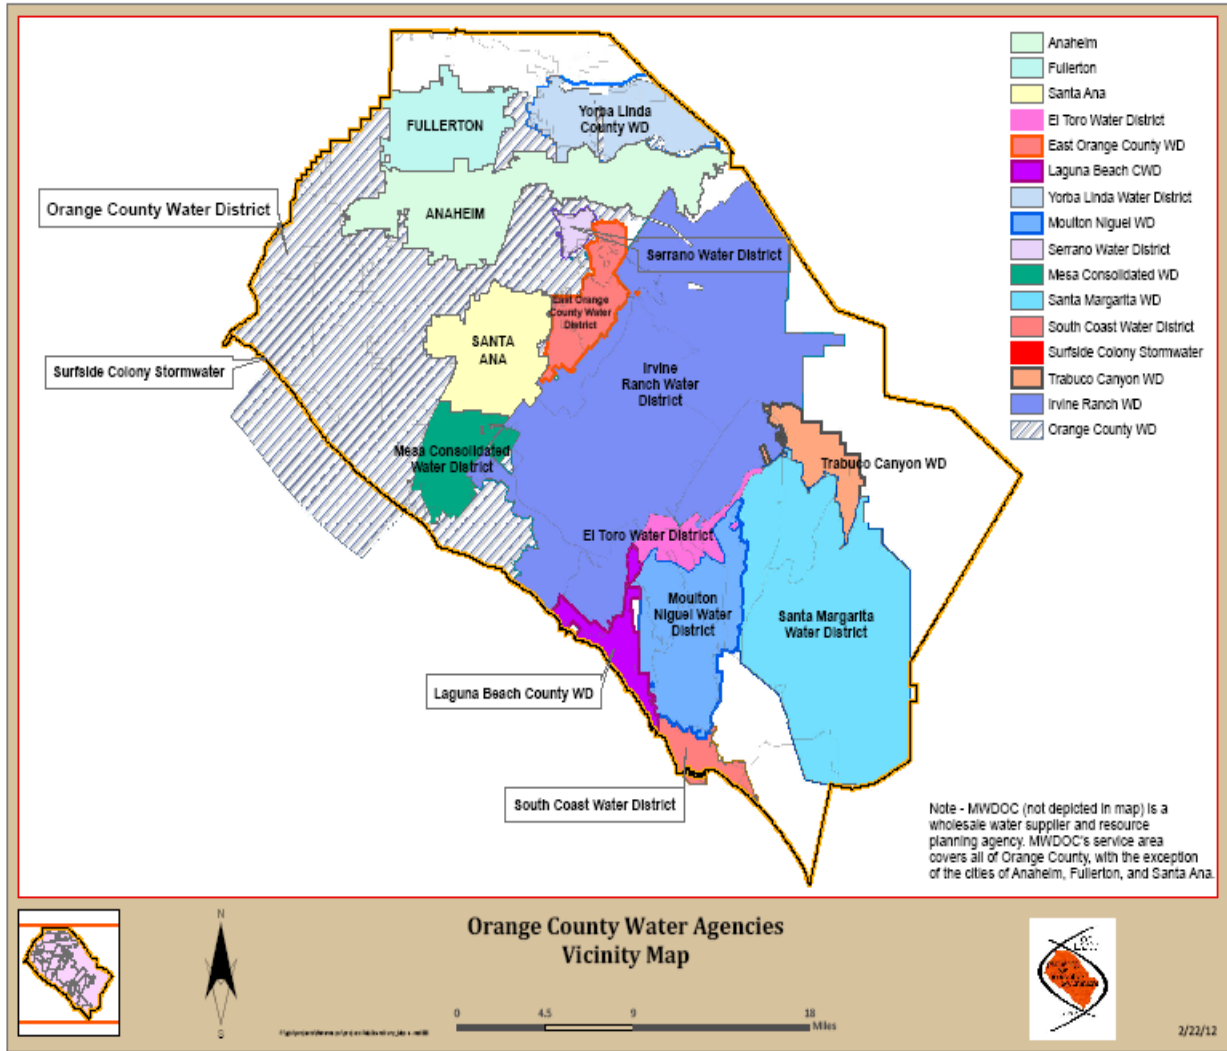 Anaheim
Fullerton
Santa Ana
El Toro Water District
East Orange County WD
Laguna Beach CWD
Yorba Linda Water District
Moulton Niguel WD
Serrano Water District
Mesa Consolidated WD
Santa Margarita WD
South Coast Water District
Surfside Colony Stormwater
Trabuco Canyon WD
Irvine Ranch WD
Orange County WD
FULLERTON
Yorba Linda
County WD
Orange County Water District
ANAHEIM
Serrano Water District
East Orange
County Water
District
SANTA
ANA
Surfside Colony Stormwater
Irvine
Ranch Water
District
Mesa Consolidated
Water District
Trabuco Canyon WD
El Toro Water District
Moulton
Niguel Water
District
Santa Margarita
Water District
Laguna Beach County WD
South Coast Water District
Note - MWDOC (not depicted in map) is a
wholesale water supplier and resource
planning agency. MWDOC's service area
covers all of Orange County, with the exception
of the cities of Anaheim, Fullerton, and Santa Ana.
N
S
Orange County Water Agencies
Vicinity Map
0 4.5 9 18
Miles
2/22/12